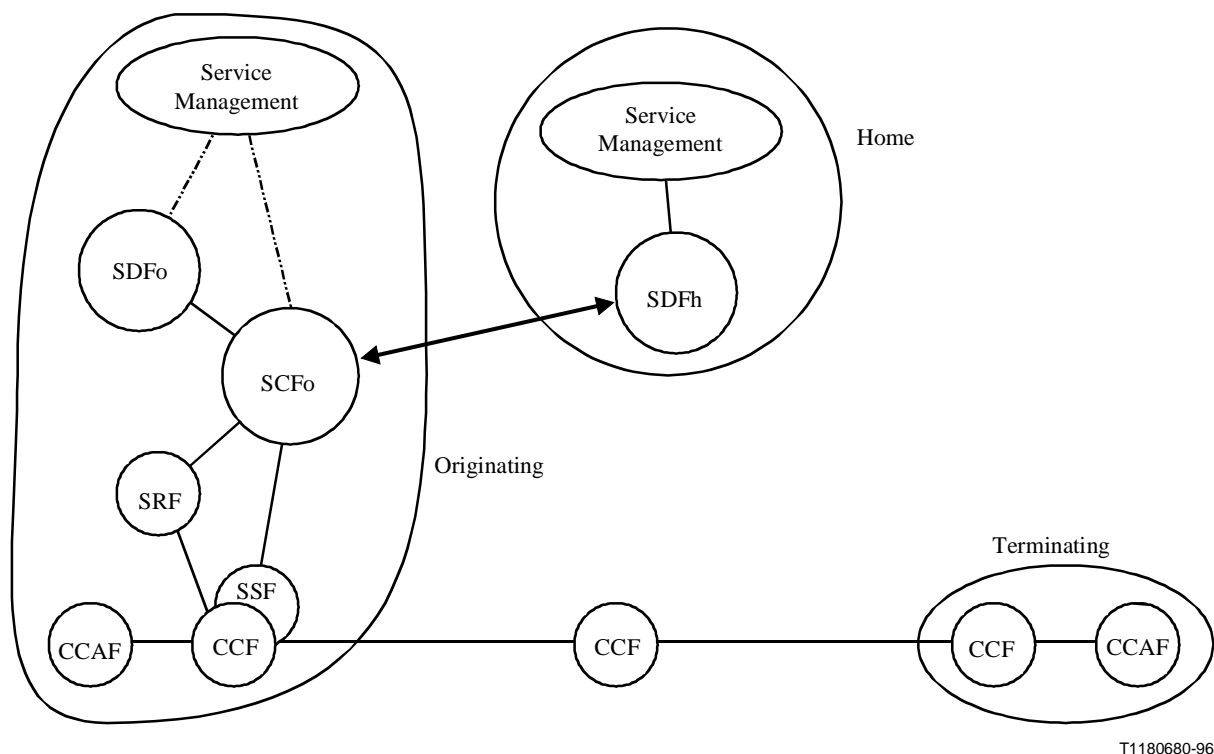 Service
Management
Service
Management
Home
SDFo
SDFh
SCFo
Originating
SRF
Terminating
SSF
CCAF
CCF
CCF
CCF
CCAF
T1180680-96